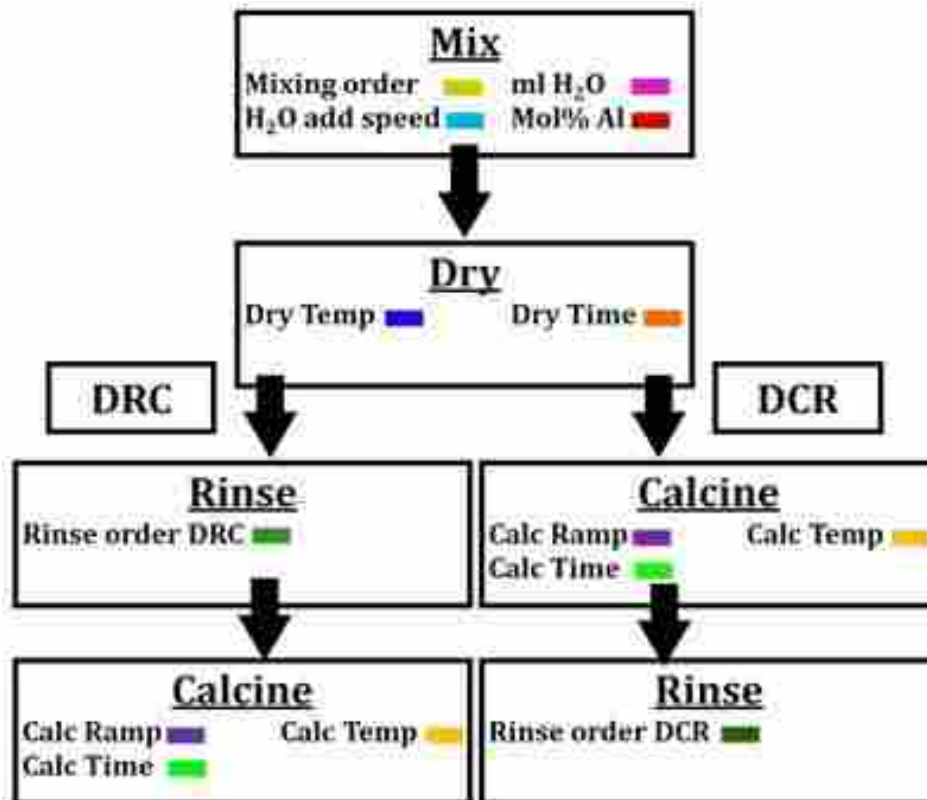 Mix
Mixing order ml H₂O
H₂O add speed Mol% Al
Dry
Dry Temp Dry Time
DRC DCR
Rinse
Rinse order DRC
Calcine
Calc Ramp Calc Temp
Calc Time
Calcine
Calc Ramp Calc Temp
Calc Time
Rinse
Rinse order DCR